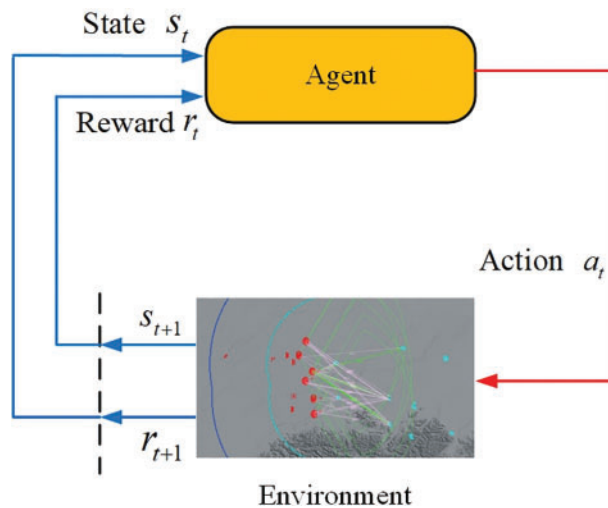 State s_t
Agent
Reward r_t
Action a_t
s_{t+1}
r_{t+1}
Environment